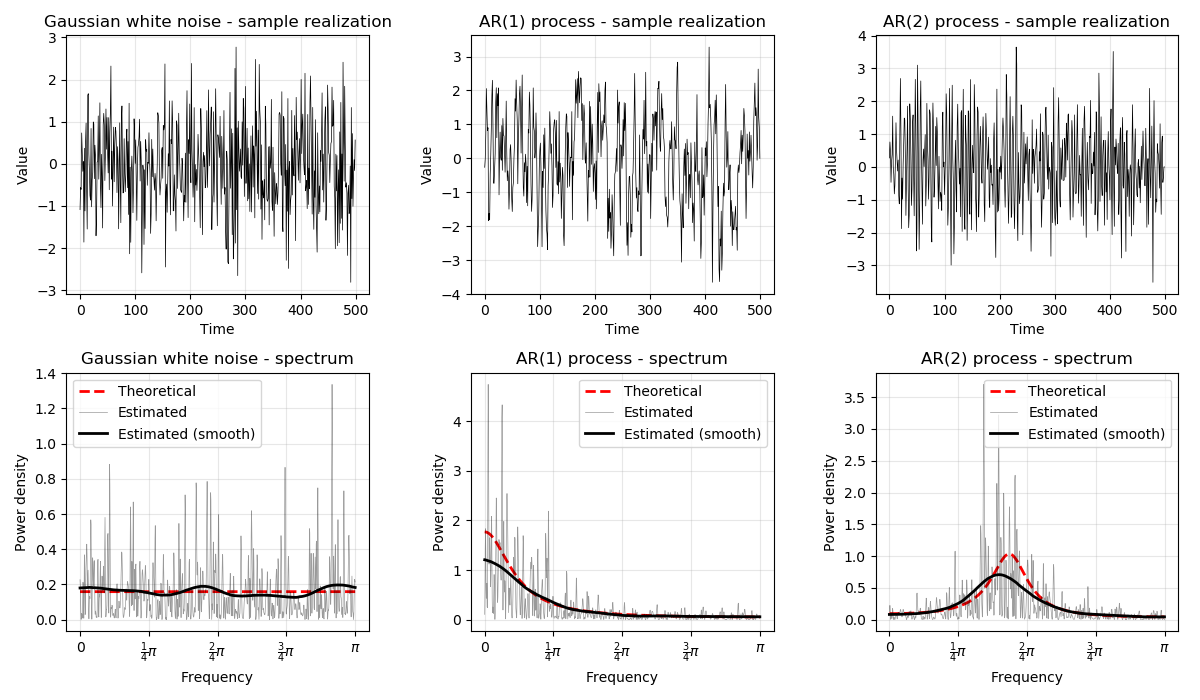 Gaussian white noise - sample realization
AR(1) process - sample realization
AR(2) process - sample realization
Value
3
2
1
0
−1
−2
−3
0 100 200 300 400 500
Time
Value
3
2
1
0
−1
−2
−3
−4
0 100 200 300 400 500
Time
Value
4
3
2
1
0
−1
−2
−3
0 100 200 300 400 500
Time
Gaussian white noise - spectrum
AR(1) process - spectrum
AR(2) process - spectrum
Power density
1.4
1.2
1.0
0.8
0.6
0.4
0.2
0.0
Theoretical
Estimated
Estimated (smooth)
0 1/4π 2/4π 3/4π π
Frequency
Power density
4
3
2
1
0
Theoretical
Estimated
Estimated (smooth)
0 1/4π 2/4π 3/4π π
Frequency
Power density
3.5
3.0
2.5
2.0
1.5
1.0
0.5
0.0
Theoretical
Estimated
Estimated (smooth)
0 1/4π 2/4π 3/4π π
Frequency